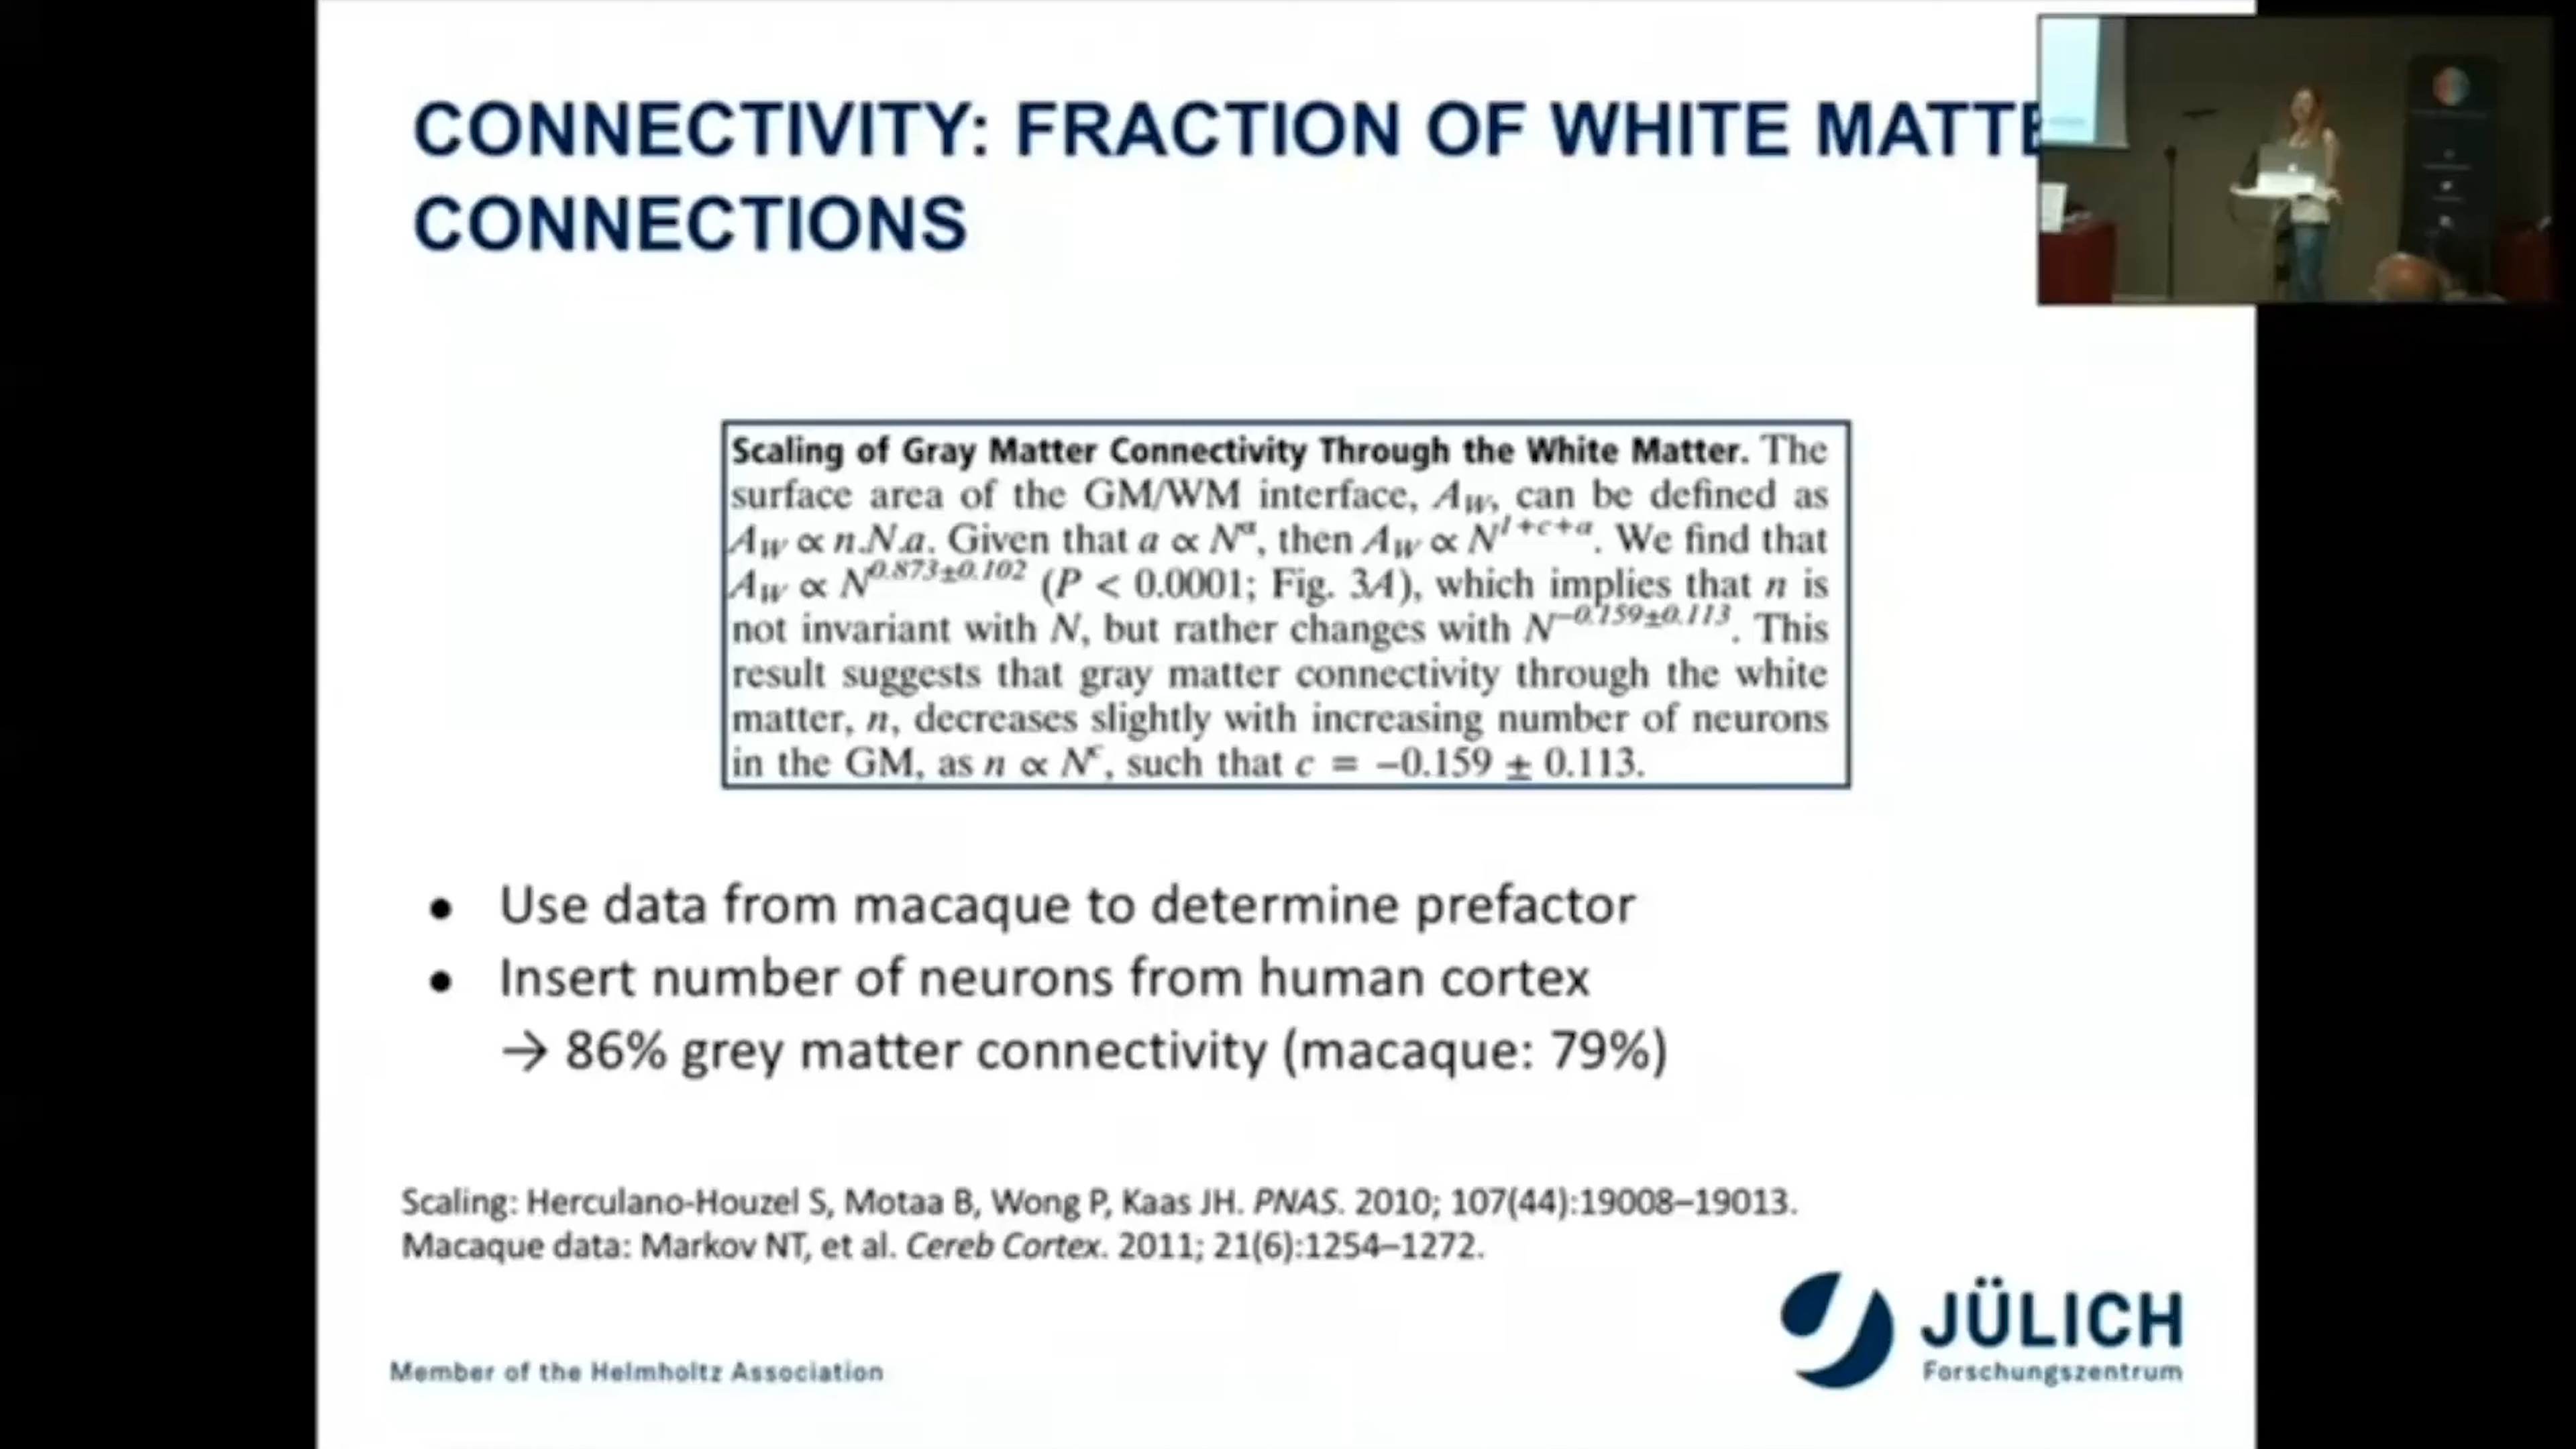 CONNECTIVITY: FRACTION OF WHITE MATTE
CONNECTIONS
Scaling of Gray Matter Connectivity Through the White Matter. The
surface area of the GM/WM interface, A_W, can be defined as
A_W ∝ n.N.a. Given that a ∝ N^α, then A_W ∝ N^{1+c+α}. We find that
A_W ∝ N^{0.873±0.102} (P < 0.0001; Fig. 3A), which implies that n is
not invariant with N, but rather changes with N^{−0.159±0.113}. This
result suggests that gray matter connectivity through the white
matter, n, decreases slightly with increasing number of neurons
in the GM, as n ∝ N^c, such that c = −0.159 ± 0.113.
• Use data from macaque to determine prefactor
• Insert number of neurons from human cortex
→ 86% grey matter connectivity (macaque: 79%)
Scaling: Herculano-Houzel S, Motaa B, Wong P, Kaas JH. PNAS. 2010; 107(44):19008–19013.
Macaque data: Markov NT, et al. Cereb Cortex. 2011; 21(6):1254–1272.
Member of the Helmholtz Association
JÜLICH
Forschungszentrum